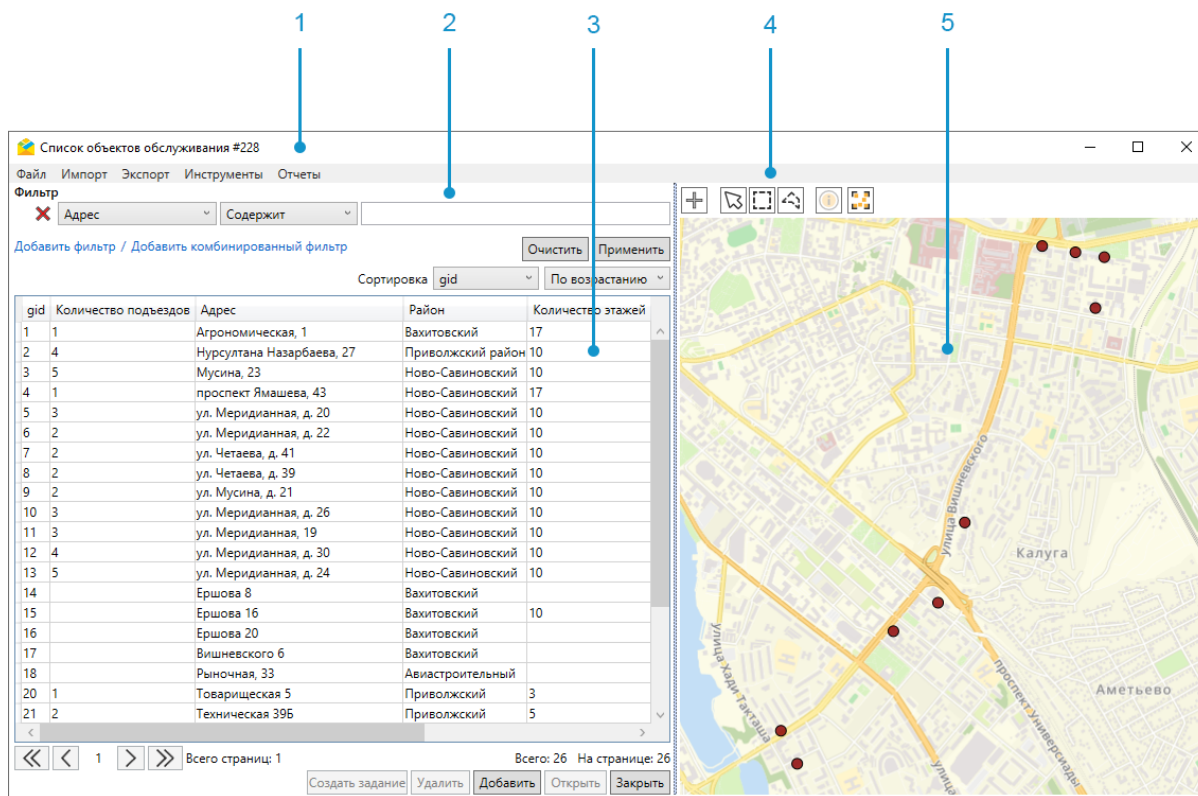 1 2 3 4 5
Список объектов обслуживания #228
Файл Импорт Экспорт Инструменты Отчеты
Фильтр
Адрес Содержит
Добавить фильтр / Добавить комбинированный фильтр Очистить Применить
Сортировка gid По возрастанию
gid Количество подъездов Адрес Район Количество этажей
1 1 Агрономическая, 1 Вахитовский 17
2 4 Нурсултана Назарбаева, 27 Приволжский район 10
3 5 Мусина, 23 Ново-Савиновский 10
4 1 проспект Ямашева, 43 Ново-Савиновский 17
5 3 ул. Меридианная, д. 20 Ново-Савиновский 10
6 2 ул. Меридианная, д. 22 Ново-Савиновский 10
7 2 ул. Четаева, д. 41 Ново-Савиновский 10
8 2 ул. Четаева, д. 39 Ново-Савиновский 10
9 2 ул. Мусина, д. 21 Ново-Савиновский 10
10 3 ул. Меридианная, д. 26 Ново-Савиновский 10
11 3 ул. Меридианная, 19 Ново-Савиновский 10
12 4 ул. Меридианная, д. 30 Ново-Савиновский 10
13 5 ул. Меридианная, д. 24 Ново-Савиновский 10
14 Ершова 8 Вахитовский
15 Ершова 16 Вахитовский 10
16 Ершова 20 Вахитовский
17 Вишневского 6 Вахитовский
18 Рыночная, 33 Авиастроительный
20 1 Товарищеская 5 Приволжский 3
21 2 Техническая 39Б Приволжский 5
1 Всего страниц: 1 Всего: 26 На странице: 26
Создать задание Удалить Добавить Открыть Закрыть
улица Вишневского
Калуга
улица Хади Такташа
проспект Универсиады
Аметьево
улица